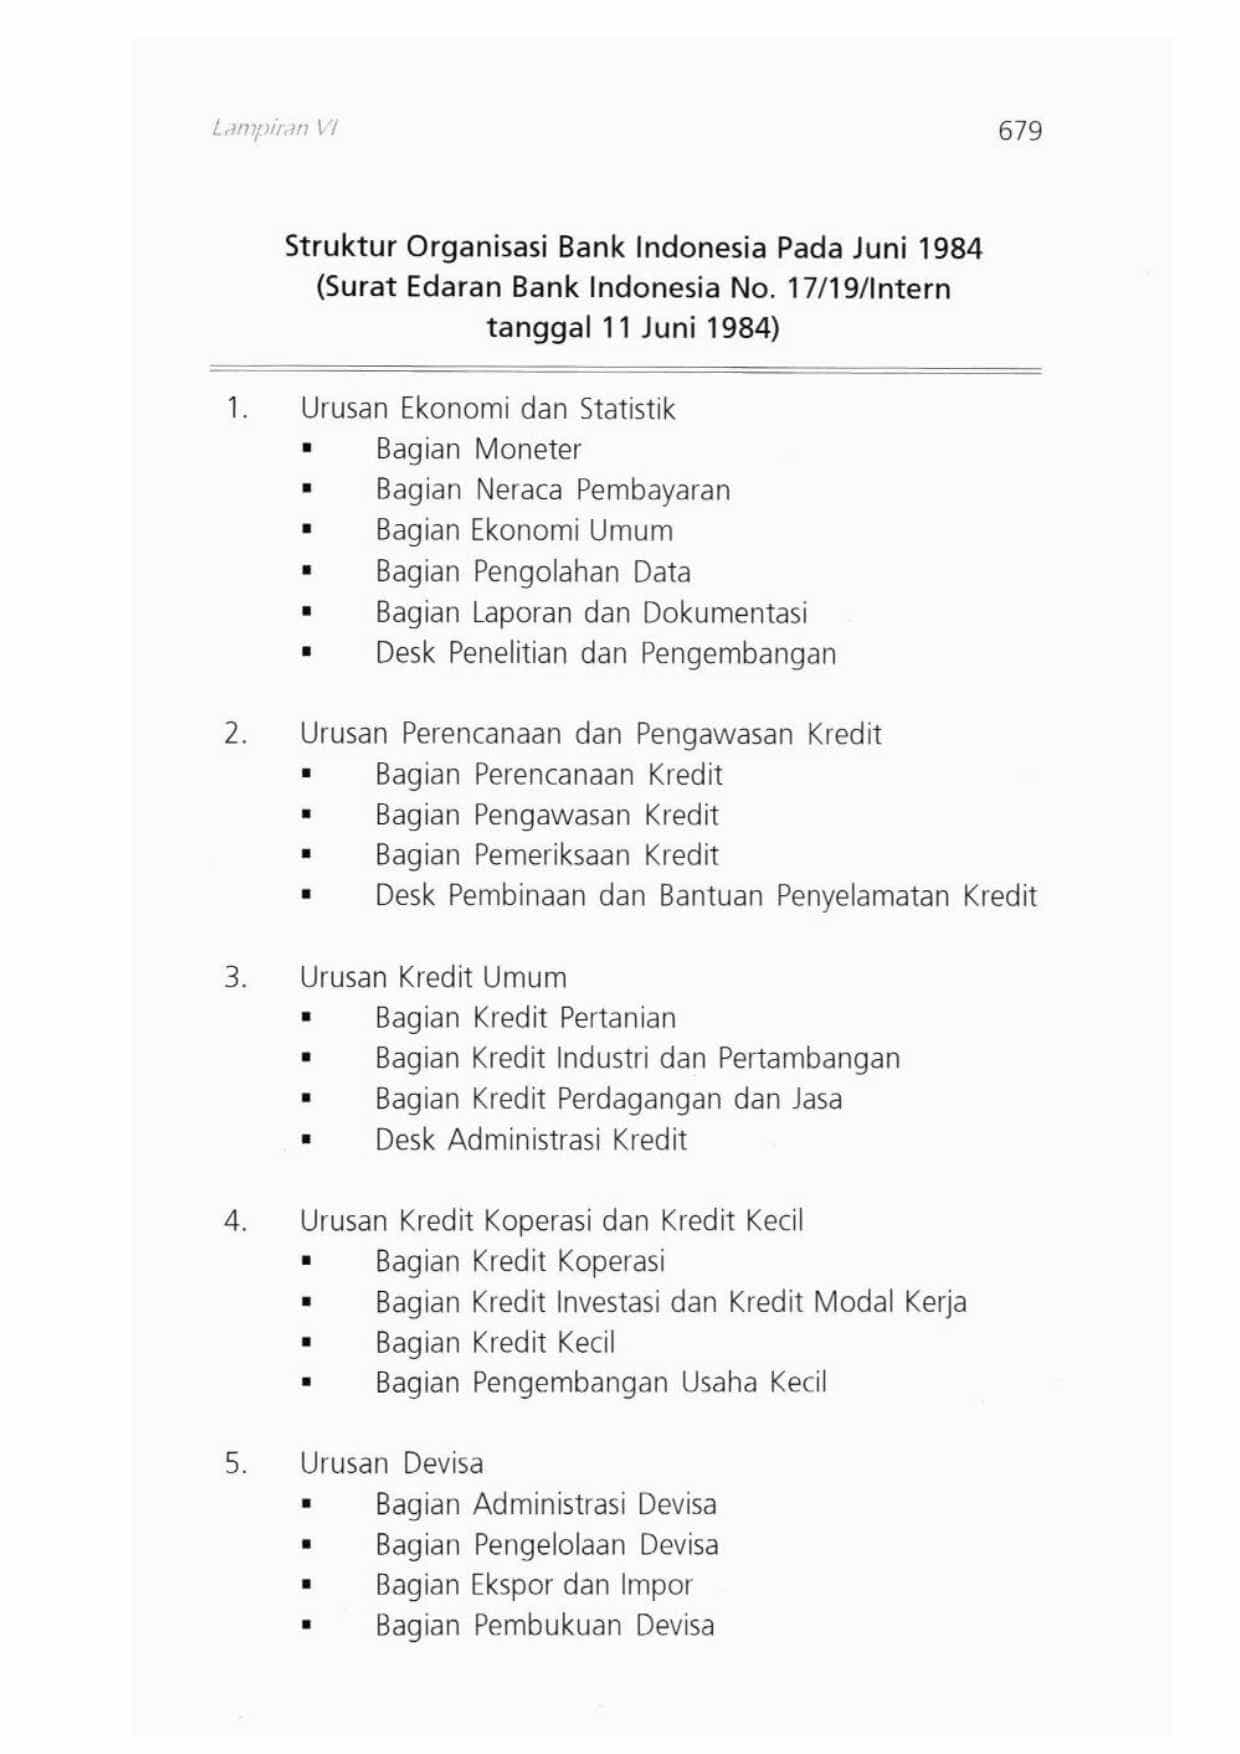 Lampiran VI
679
Struktur Organisasi Bank Indonesia Pada Juni 1984
(Surat Edaran Bank Indonesia No. 17/19/Intern
tanggal 11 Juni 1984)
1. Urusan Ekonomi dan Statistik
▪ Bagian Moneter
▪ Bagian Neraca Pembayaran
▪ Bagian Ekonomi Umum
▪ Bagian Pengolahan Data
▪ Bagian Laporan dan Dokumentasi
▪ Desk Penelitian dan Pengembangan
2. Urusan Perencanaan dan Pengawasan Kredit
▪ Bagian Perencanaan Kredit
▪ Bagian Pengawasan Kredit
▪ Bagian Pemeriksaan Kredit
▪ Desk Pembinaan dan Bantuan Penyelamatan Kredit
3. Urusan Kredit Umum
▪ Bagian Kredit Pertanian
▪ Bagian Kredit Industri dan Pertambangan
▪ Bagian Kredit Perdagangan dan Jasa
▪ Desk Administrasi Kredit
4. Urusan Kredit Koperasi dan Kredit Kecil
▪ Bagian Kredit Koperasi
▪ Bagian Kredit Investasi dan Kredit Modal Kerja
▪ Bagian Kredit Kecil
▪ Bagian Pengembangan Usaha Kecil
5. Urusan Devisa
▪ Bagian Administrasi Devisa
▪ Bagian Pengelolaan Devisa
▪ Bagian Ekspor dan Impor
▪ Bagian Pembukuan Devisa